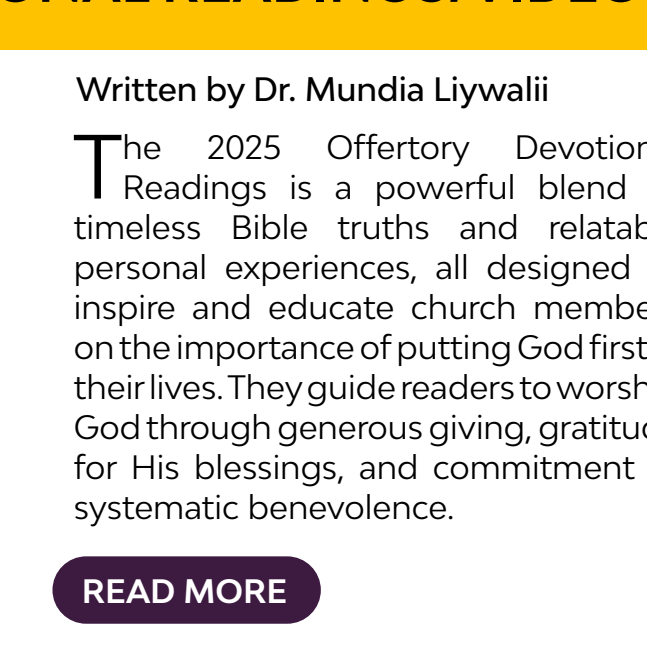 Written by Dr. Mundia Liywalii
The 2025 Offertory Devotion
Readings is a powerful blend
timeless Bible truths and relatab
personal experiences, all designed
inspire and educate church membe
on the importance of putting God first
their lives. They guide readers to worsh
God through generous giving, gratitud
for His blessings, and commitment
systematic benevolence.
READ MORE